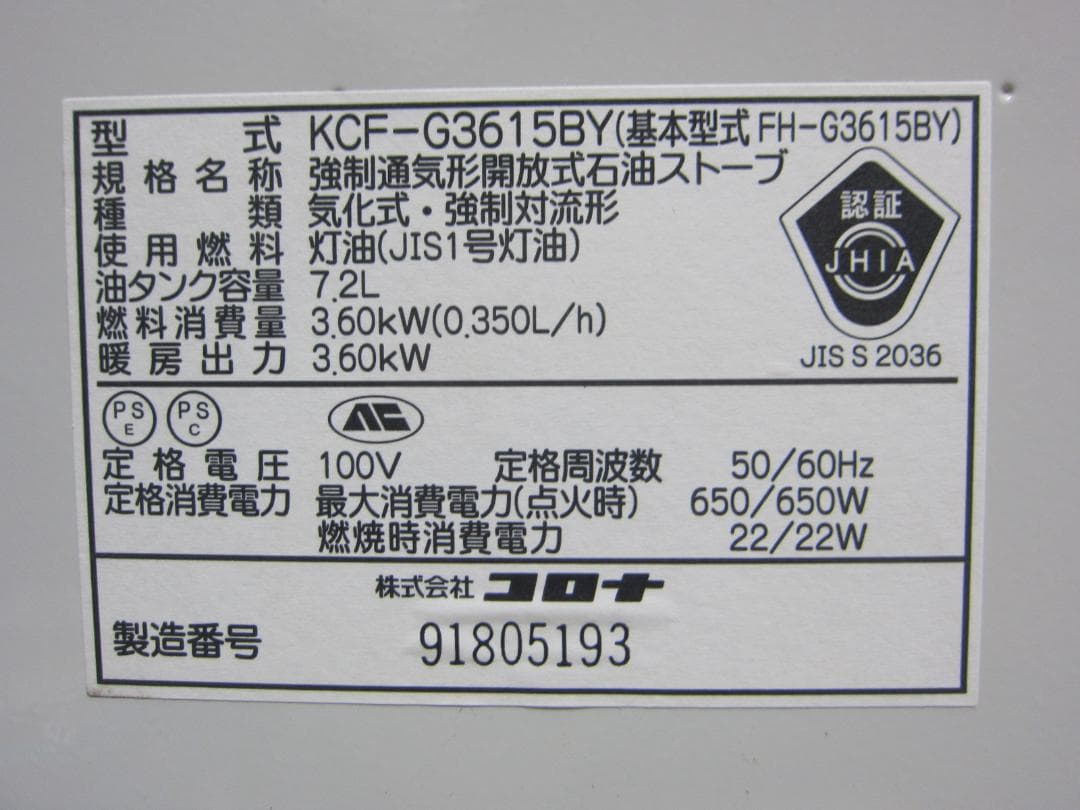 型式 KCF-G3615BY(基本型式 FH-G3615BY)
規格名称 強制通気形開放式石油ストーブ
種類 気化式・強制対流形
使用燃料 灯油(JIS1号灯油)
油タンク容量 7.2L
燃料消費量 3.60kW(0.350L/h)
暖房出力 3.60kW
認証
JHIA
JIS S 2036
PS E PS C
定格電圧 100V 定格周波数 50/60Hz
定格消費電力 最大消費電力(点火時) 650/650W
燃焼時消費電力 22/22W
株式会社 コロナ
製造番号 91805193